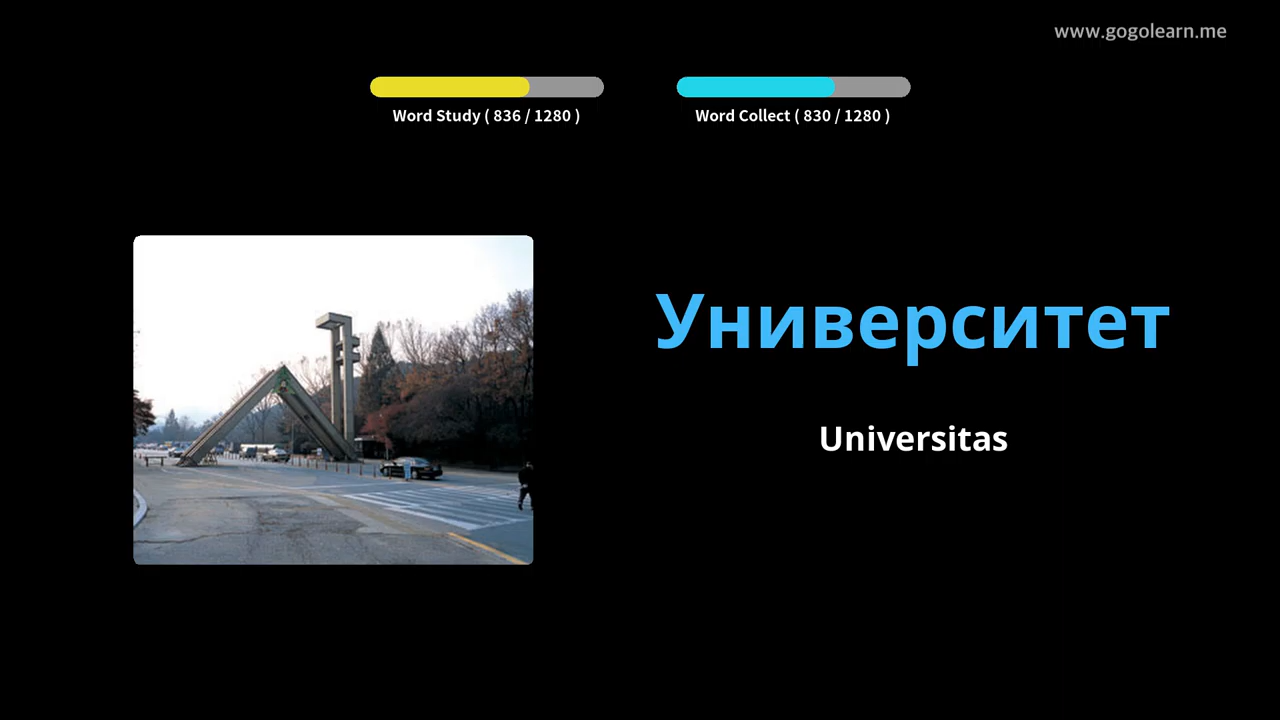 www.gogolearn.me
Word Study ( 836 / 1280 )
Word Collect ( 830 / 1280 )
Университет
Universitas